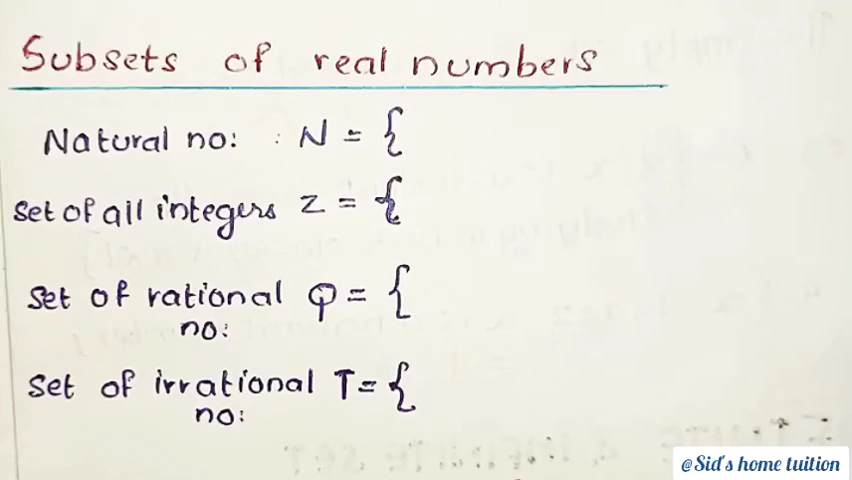 Subsets of real numbers
Natural no: : N = {
Set of all integers Z = {
Set of rational Q = {
no:
Set of irrational T = {
no:
@Sid's home tuition